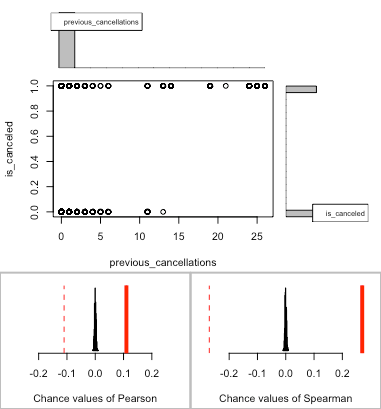 previous_cancellations
is_canceled
0.0 0.2 0.4 0.6 0.8 1.0
0 5 10 15 20 25
previous_cancellations
is_canceled
-0.2 -0.1 0.0 0.1 0.2
Chance values of Pearson
-0.2 -0.1 0.0 0.1 0.2
Chance values of Spearman